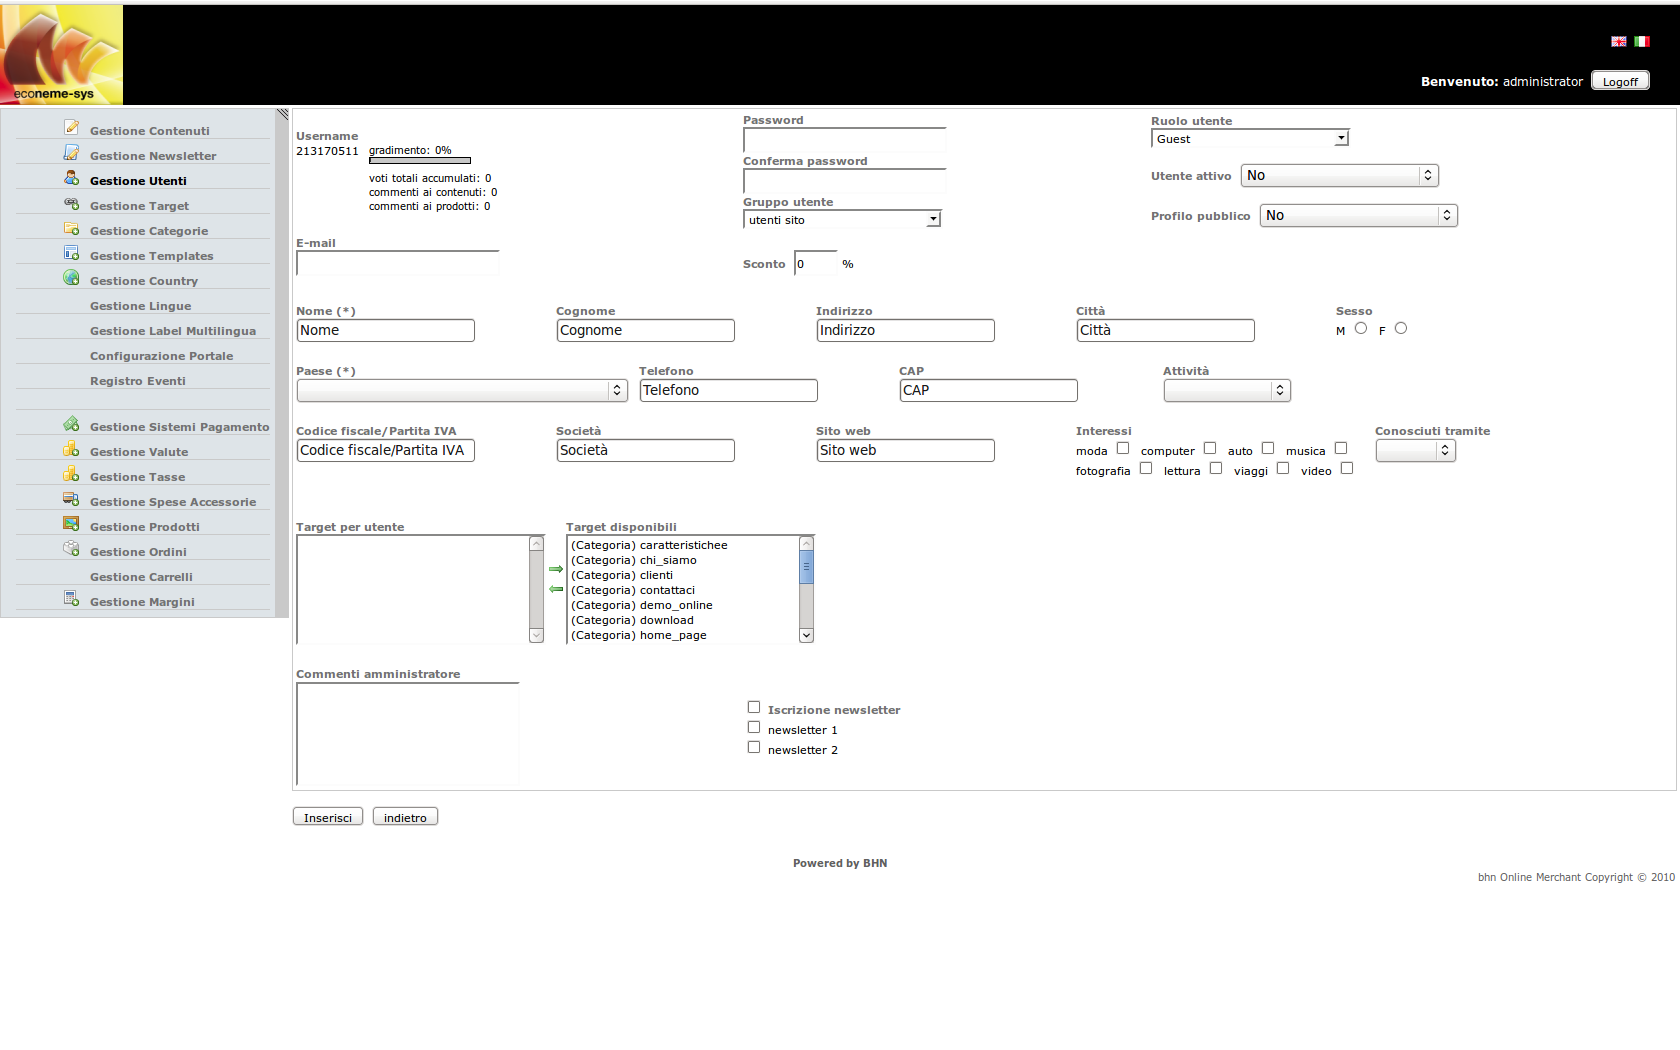 econeme-sys
Benvenuto: administrator Logoff
Gestione Contenuti
Gestione Newsletter
Gestione Utenti
Gestione Target
Gestione Categorie
Gestione Templates
Gestione Country
Gestione Lingue
Gestione Label Multilingua
Configurazione Portale
Registro Eventi
Gestione Sistemi Pagamento
Gestione Valute
Gestione Tasse
Gestione Spese Accessorie
Gestione Prodotti
Gestione Ordini
Gestione Carrelli
Gestione Margini
Username
213170511 gradimento: 0%
voti totali accumulati: 0
commenti ai contenuti: 0
commenti ai prodotti: 0
Password
Conferma password
Gruppo utente
utenti sito
Ruolo utente
Guest
Utente attivo No
Profilo pubblico No
E-mail
Sconto 0 %
Nome (*) Cognome Indirizzo Città Sesso
Nome Cognome Indirizzo Città M F
Paese (*) Telefono CAP Attività
Telefono CAP
Codice fiscale/Partita IVA Società Sito web Interessi Conosciuti tramite
Codice fiscale/Partita IVA Società Sito web moda computer auto musica
fotografia lettura viaggi video
Target per utente Target disponibili
(Categoria) caratteristichee
(Categoria) chi_siamo
(Categoria) clienti
(Categoria) contattaci
(Categoria) demo_online
(Categoria) download
(Categoria) home_page
Commenti amministratore
Iscrizione newsletter
newsletter 1
newsletter 2
Inserisci indietro
Powered by BHN
bhn Online Merchant Copyright © 2010